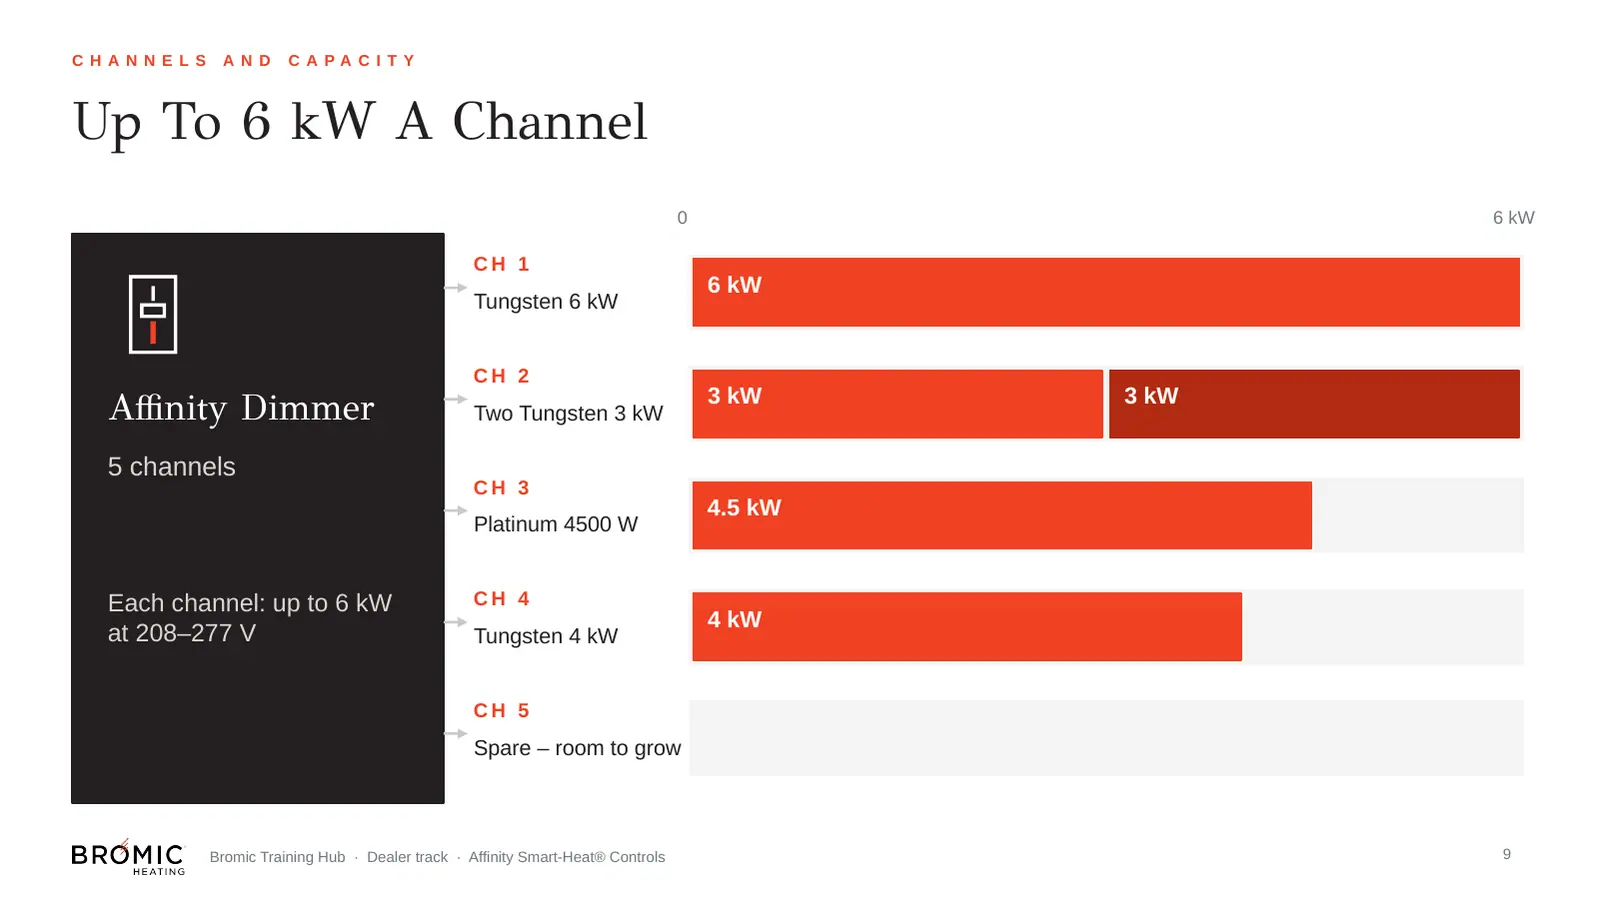 CHANNELS AND CAPACITY
Up To 6 kW A Channel
0
6 kW
Affinity Dimmer
5 channels
Each channel: up to 6 kW
at 208–277 V
CH 1
Tungsten 6 kW
6 kW
CH 2
Two Tungsten 3 kW
3 kW
3 kW
CH 3
Platinum 4500 W
4.5 kW
CH 4
Tungsten 4 kW
4 kW
CH 5
Spare – room to grow
BROMIC
HEATING
Bromic Training Hub · Dealer track · Affinity Smart-Heat® Controls
9